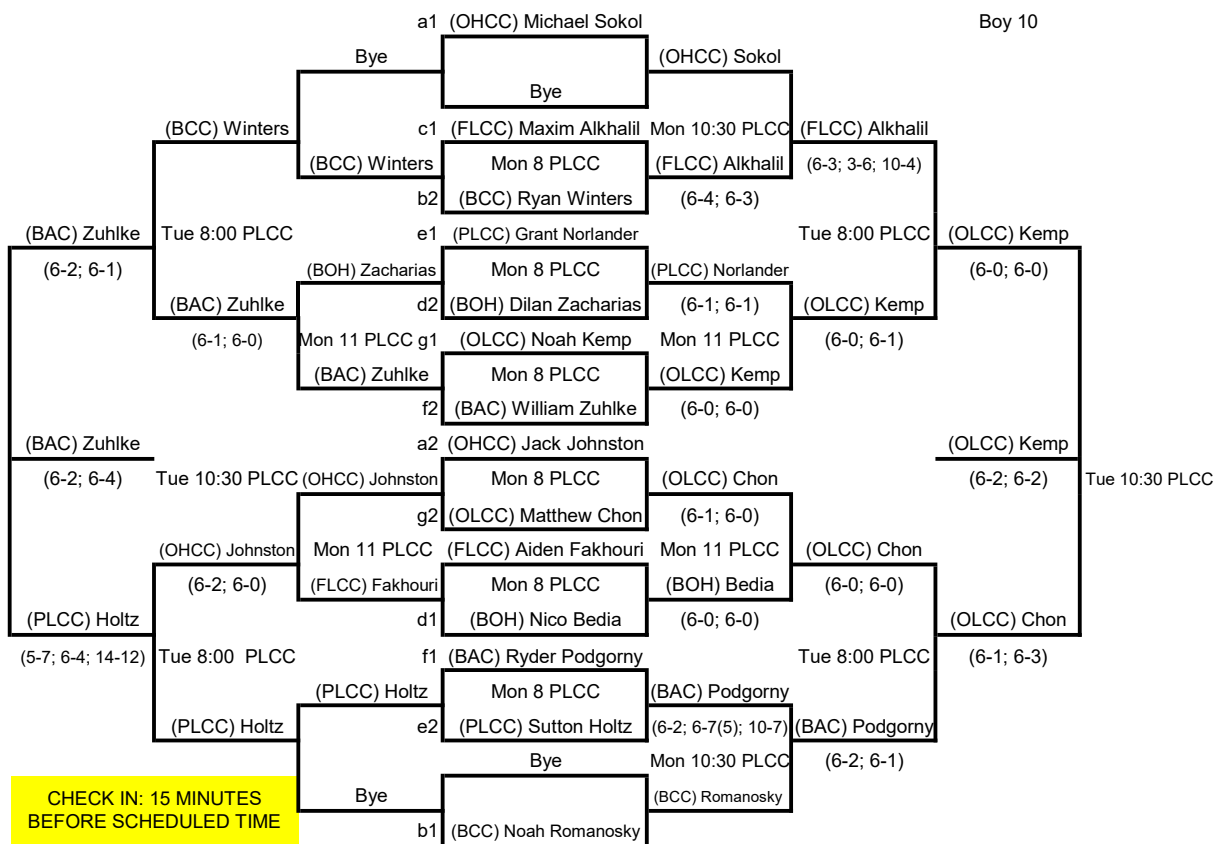 a1 (OHCC) Michael Sokol Boy 10
Bye (OHCC) Sokol
Bye
(BCC) Winters c1 (FLCC) Maxim Alkhalil Mon 10:30 PLCC (FLCC) Alkhalil
(BCC) Winters Mon 8 PLCC (FLCC) Alkhalil (6-3; 3-6; 10-4)
b2 (BCC) Ryan Winters (6-4; 6-3)
(BAC) Zuhlke Tue 8:00 PLCC e1 (PLCC) Grant Norlander Tue 8:00 PLCC (OLCC) Kemp
(6-2; 6-1) (BOH) Zacharias Mon 8 PLCC (PLCC) Norlander (6-0; 6-0)
(BAC) Zuhlke d2 (BOH) Dilan Zacharias (6-1; 6-1) (OLCC) Kemp
(6-1; 6-0) Mon 11 PLCC g1 (OLCC) Noah Kemp Mon 11 PLCC (6-0; 6-1)
(BAC) Zuhlke Mon 8 PLCC (OLCC) Kemp
f2 (BAC) William Zuhlke (6-0; 6-0)
(BAC) Zuhlke a2 (OHCC) Jack Johnston (OLCC) Kemp
(6-2; 6-4) Tue 10:30 PLCC (OHCC) Johnston Mon 8 PLCC (OLCC) Chon (6-2; 6-2) Tue 10:30 PLCC
g2 (OLCC) Matthew Chon (6-1; 6-0)
(OHCC) Johnston Mon 11 PLCC (FLCC) Aiden Fakhouri Mon 11 PLCC (OLCC) Chon
(6-2; 6-0) (FLCC) Fakhouri Mon 8 PLCC (BOH) Bedia (6-0; 6-0)
(PLCC) Holtz d1 (BOH) Nico Bedia (6-0; 6-0) (OLCC) Chon
(5-7; 6-4; 14-12) Tue 8:00 PLCC f1 (BAC) Ryder Podgorny Tue 8:00 PLCC (6-1; 6-3)
(PLCC) Holtz Mon 8 PLCC (BAC) Podgorny
(PLCC) Holtz e2 (PLCC) Sutton Holtz (6-2; 6-7(5); 10-7) (BAC) Podgorny
Bye Mon 10:30 PLCC (6-2; 6-1)
CHECK IN: 15 MINUTES Bye (BCC) Romanosky
BEFORE SCHEDULED TIME b1 (BCC) Noah Romanosky